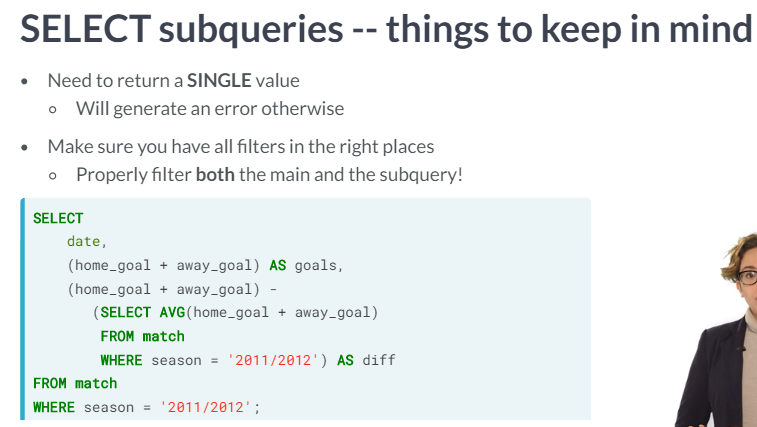 SELECT subqueries -- things to keep in mind
• Need to return a SINGLE value
○ Will generate an error otherwise
• Make sure you have all filters in the right places
○ Properly filter both the main and the subquery!
SELECT
date,
(home_goal + away_goal) AS goals,
(home_goal + away_goal) -
(SELECT AVG(home_goal + away_goal)
FROM match
WHERE season = '2011/2012') AS diff
FROM match
WHERE season = '2011/2012';